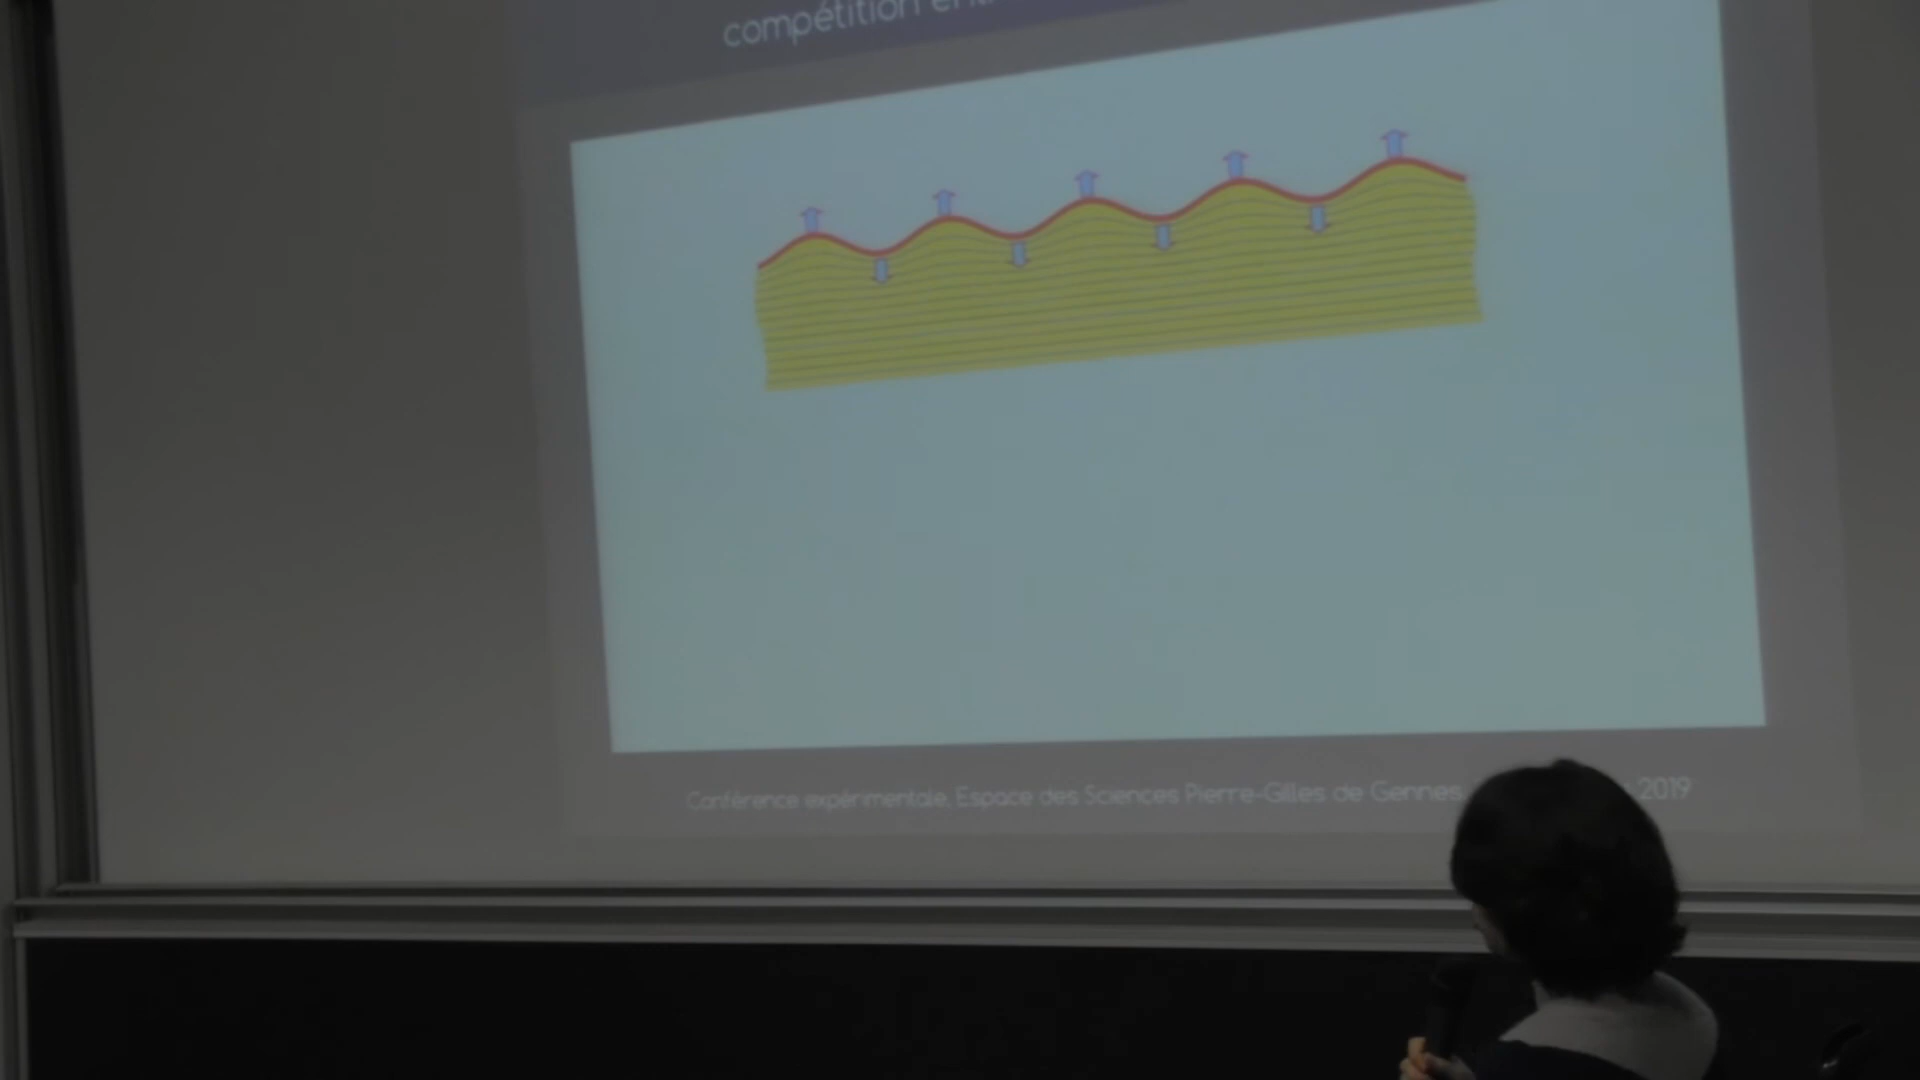 compétition
Conférence expérimentale, Espace des Sciences Pierre-Gilles de Gennes 2019